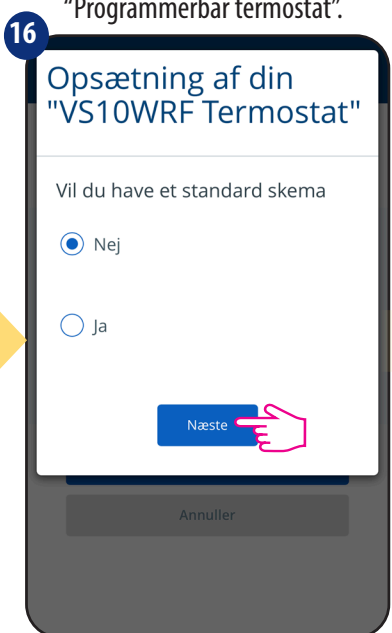 "Programmerbar termostat".
16
Opsætning af din
"VS10WRF Termostat"
Vil du have et standard skema
Nej
Ja
Næste
Annuller